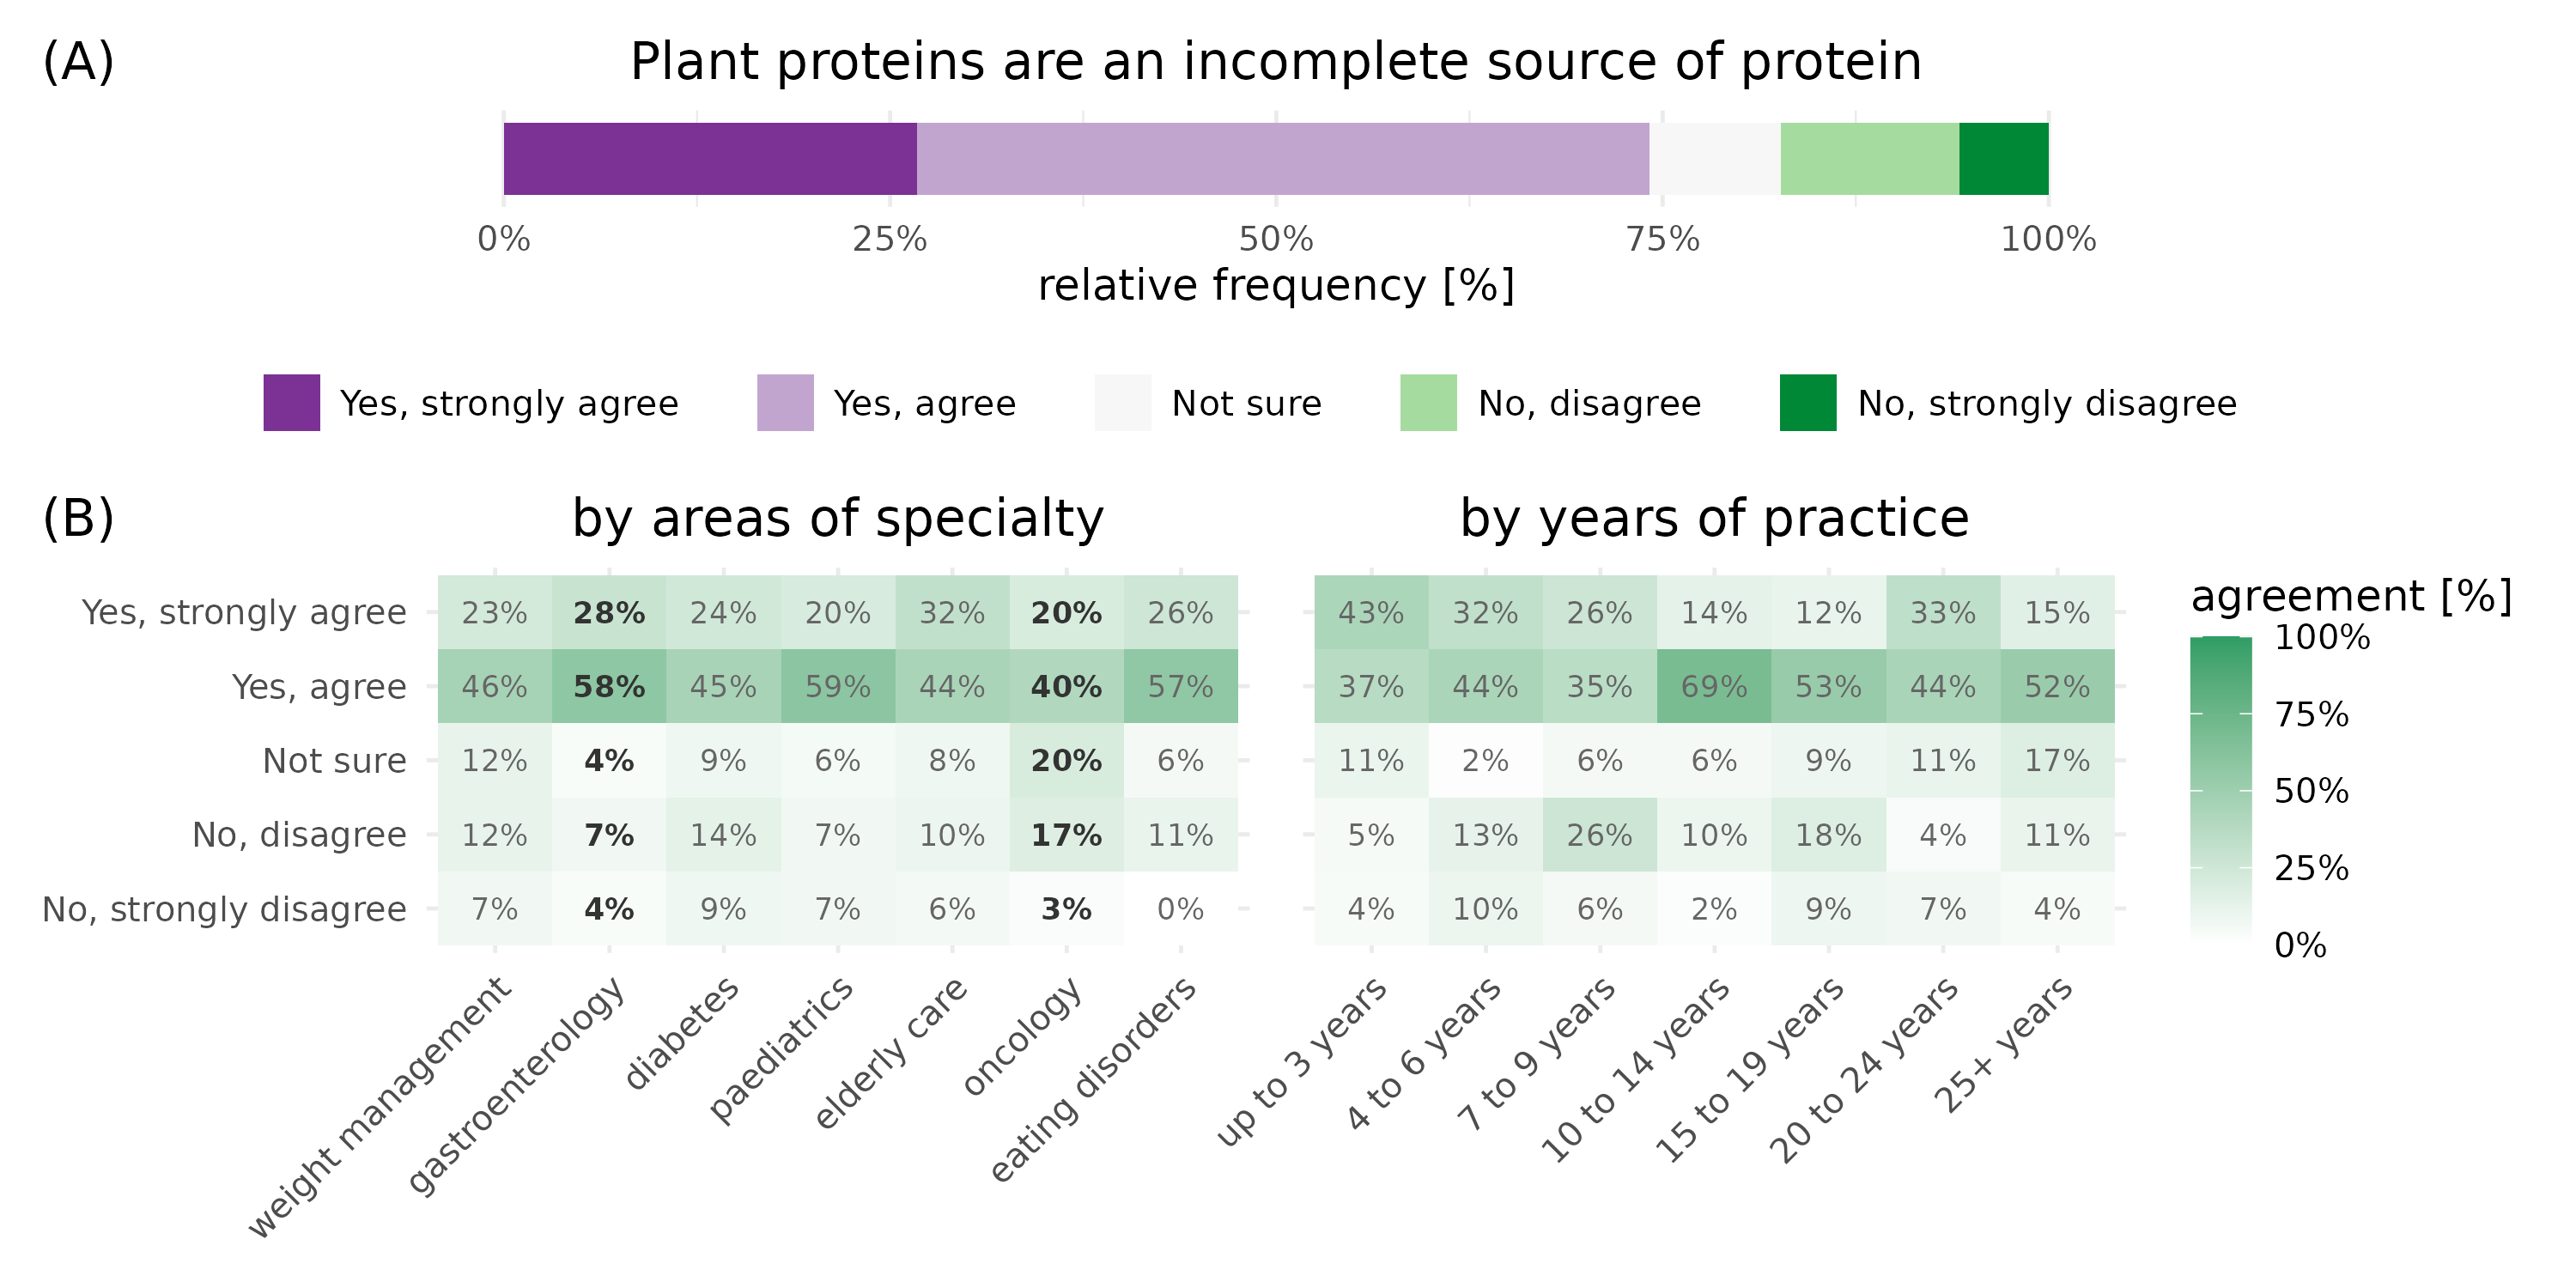 (A)
Plant proteins are an incomplete source of protein
0% 25% 50% 75% 100%
relative frequency [%]
Yes, strongly agree Yes, agree Not sure No, disagree No, strongly disagree
(B)
by areas of specialty by years of practice
agreement [%]
100%
75%
50%
25%
0%
Yes, strongly agree 23% 28% 24% 20% 32% 20% 26% 43% 32% 26% 14% 12% 33% 15%
Yes, agree 46% 58% 45% 59% 44% 40% 57% 37% 44% 35% 69% 53% 44% 52%
Not sure 12% 4% 9% 6% 8% 20% 6% 11% 2% 6% 6% 9% 11% 17%
No, disagree 12% 7% 14% 7% 10% 17% 11% 5% 13% 26% 10% 18% 4% 11%
No, strongly disagree 7% 4% 9% 7% 6% 3% 0% 4% 10% 6% 2% 9% 7% 4%
weight management
gastroenterology
diabetes
paediatrics
elderly care
oncology
eating disorders
up to 3 years
4 to 6 years
7 to 9 years
10 to 14 years
15 to 19 years
20 to 24 years
25+ years